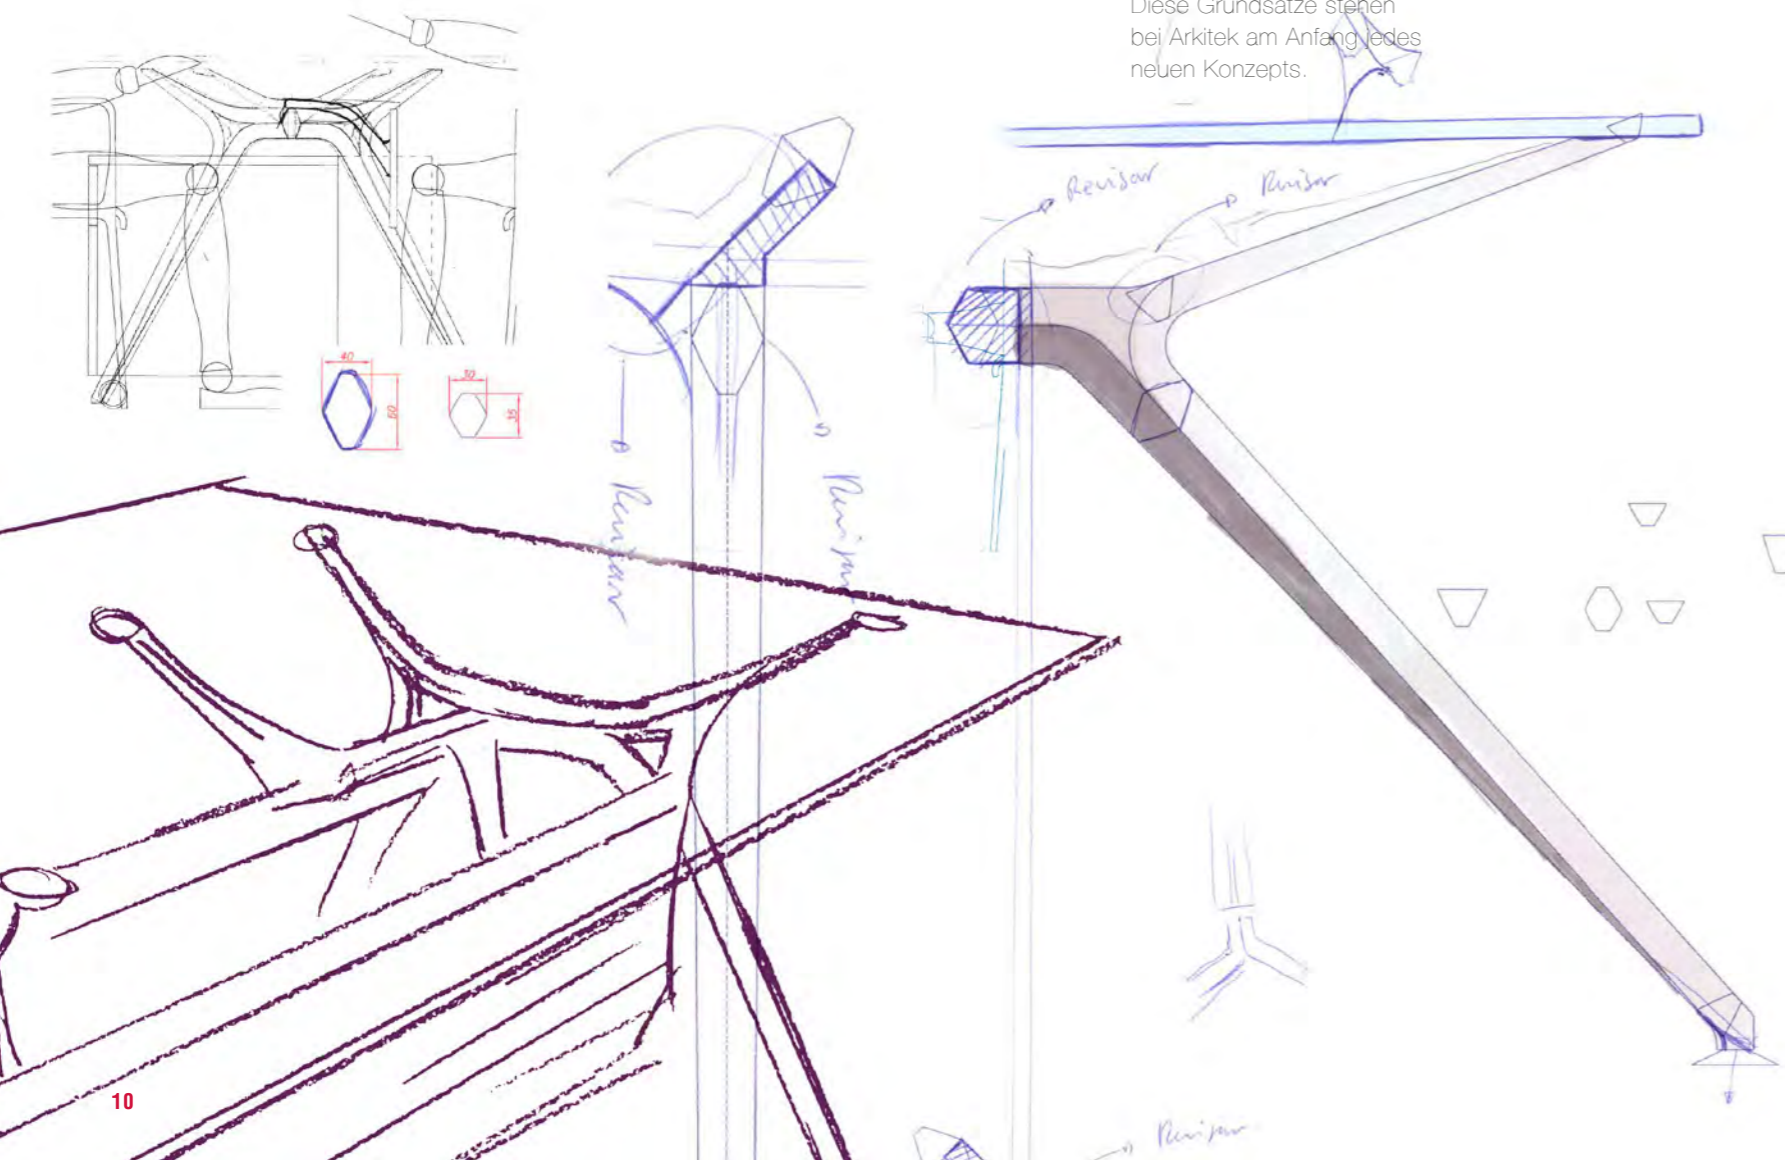 Diese Grundsätze stehen
bei Arkitek am Anfang jedes
neuen Konzepts.
Revisar
Revisar
40
60
30
35
Revisar
Revisar
10
Revisar